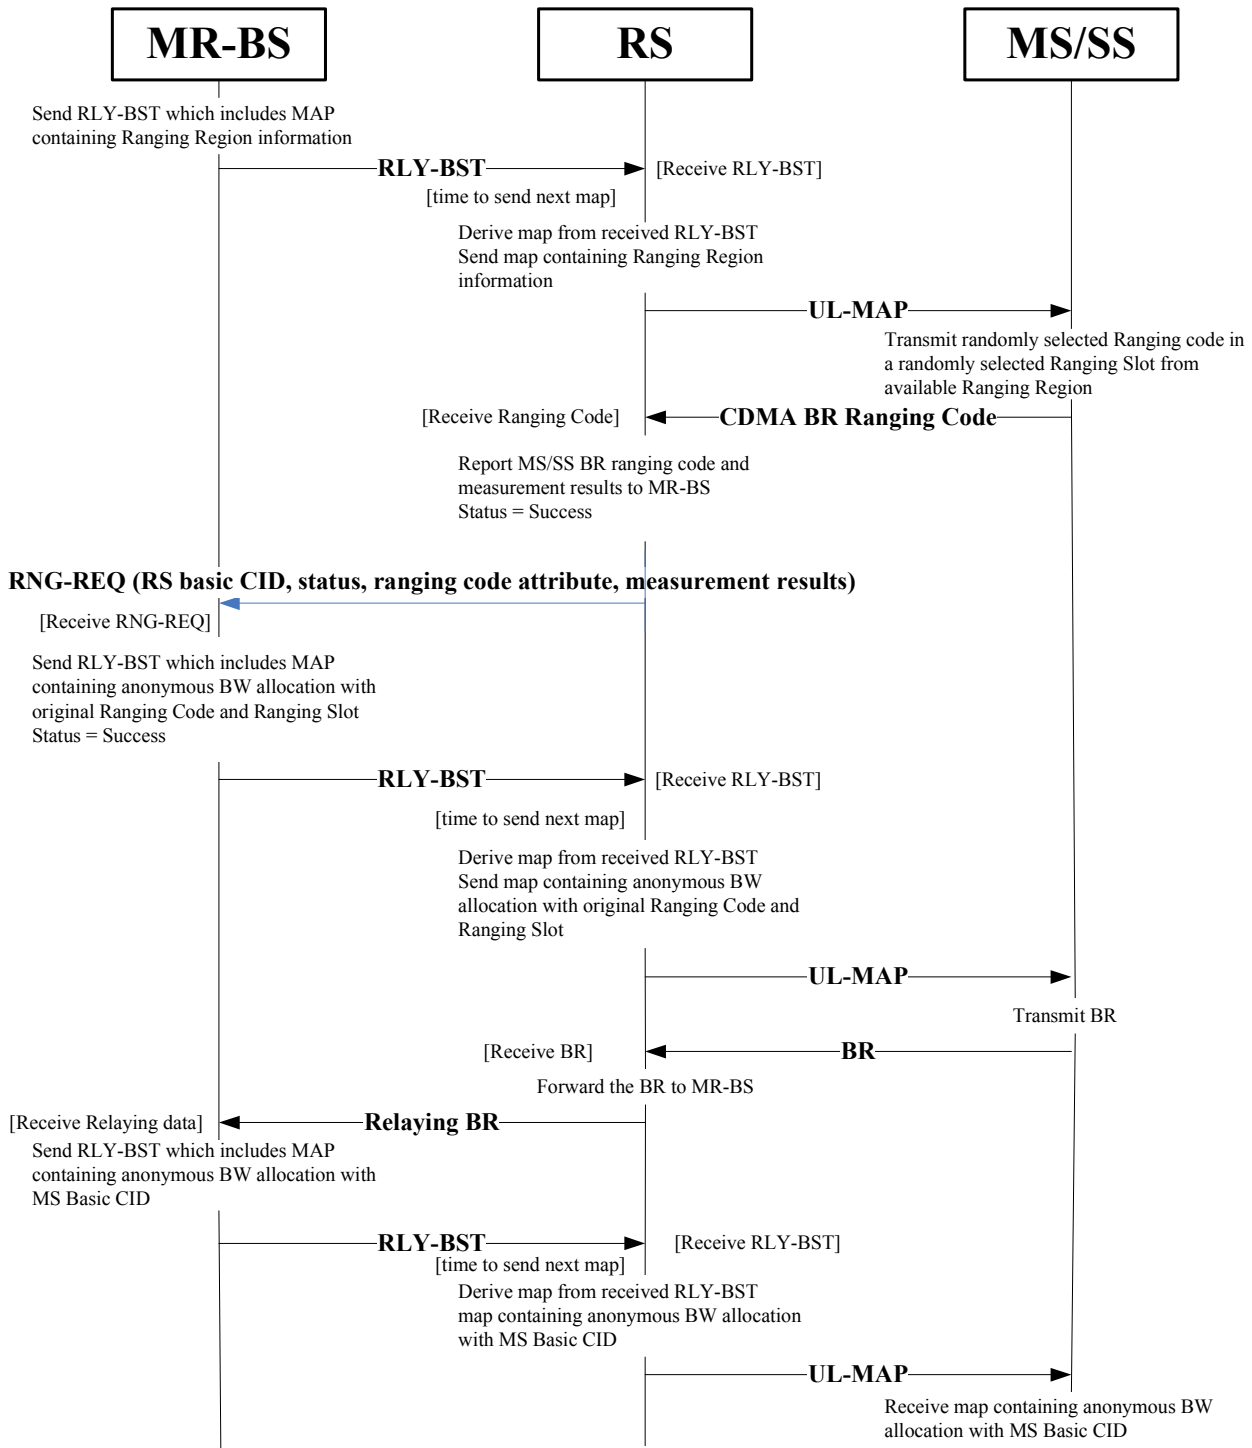 MR-BS
RS
MS/SS
Send RLY-BST which includes MAP
containing Ranging Region information
RLY-BST
[Receive RLY-BST]
[time to send next map]
Derive map from received RLY-BST
Send map containing Ranging Region
information
UL-MAP
Transmit randomly selected Ranging code in
a randomly selected Ranging Slot from
available Ranging Region
[Receive Ranging Code]
CDMA BR Ranging Code
Report MS/SS BR ranging code and
measurement results to MR-BS
Status = Success
RNG-REQ (RS basic CID, status, ranging code attribute, measurement results)
[Receive RNG-REQ]
Send RLY-BST which includes MAP
containing anonymous BW allocation with
original Ranging Code and Ranging Slot
Status = Success
RLY-BST
[Receive RLY-BST]
[time to send next map]
Derive map from received RLY-BST
Send map containing anonymous BW
allocation with original Ranging Code and
Ranging Slot
UL-MAP
Transmit BR
[Receive BR]
BR
Forward the BR to MR-BS
[Receive Relaying data]
Relaying BR
Send RLY-BST which includes MAP
containing anonymous BW allocation with
MS Basic CID
RLY-BST
[Receive RLY-BST]
[time to send next map]
Derive map from received RLY-BST
map containing anonymous BW allocation
with MS Basic CID
UL-MAP
Receive map containing anonymous BW
allocation with MS Basic CID